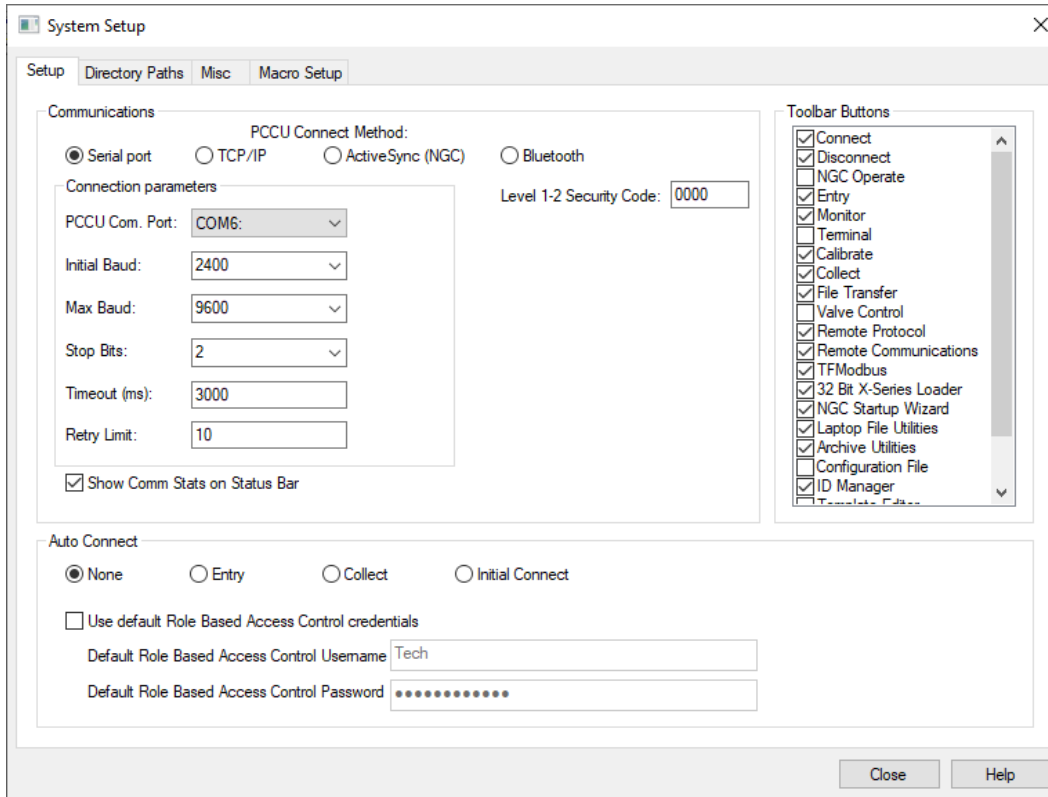 System Setup
Setup Directory Paths Misc Macro Setup
Communications
PCCU Connect Method:
Serial port TCP/IP ActiveSync (NGC) Bluetooth
Connection parameters
Level 1-2 Security Code: 0000
PCCU Com. Port: COM6:
Initial Baud: 2400
Max Baud: 9600
Stop Bits: 2
Timeout (ms): 3000
Retry Limit: 10
Show Comm Stats on Status Bar
Toolbar Buttons
Connect
Disconnect
NGC Operate
Entry
Monitor
Terminal
Calibrate
Collect
File Transfer
Valve Control
Remote Protocol
Remote Communications
TFModbus
32 Bit X-Series Loader
NGC Startup Wizard
Laptop File Utilities
Archive Utilities
Configuration File
ID Manager
Template Editor
Auto Connect
None Entry Collect Initial Connect
Use default Role Based Access Control credentials
Default Role Based Access Control Username Tech
Default Role Based Access Control Password ●●●●●●●●●●●●
Close Help